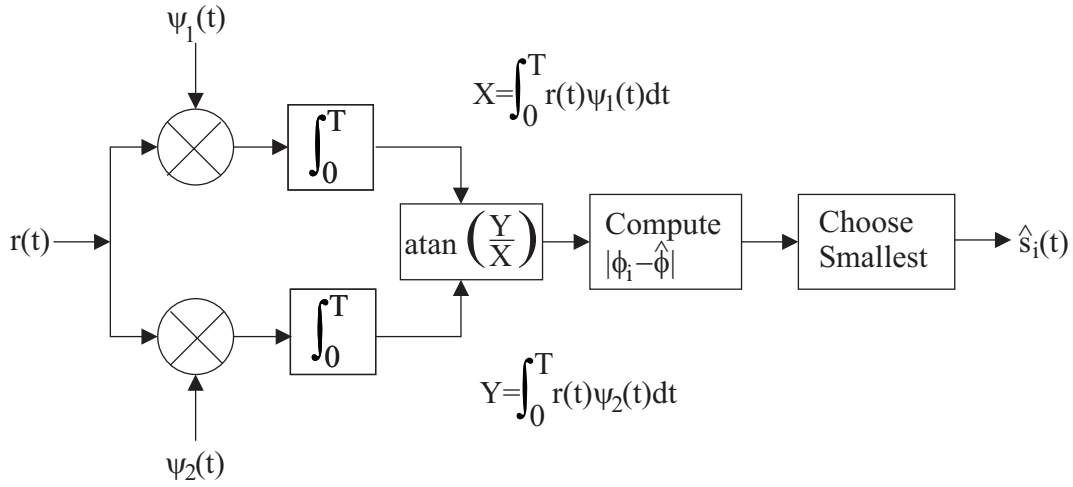 ψ₁(t)
X=∫₀ᵀ r(t)ψ₁(t)dt
∫₀ᵀ
r(t)
atan (Y/X)
Compute
|ϕᵢ−ϕ̂|
Choose
Smallest
ŝᵢ(t)
∫₀ᵀ
Y=∫₀ᵀ r(t)ψ₂(t)dt
ψ₂(t)